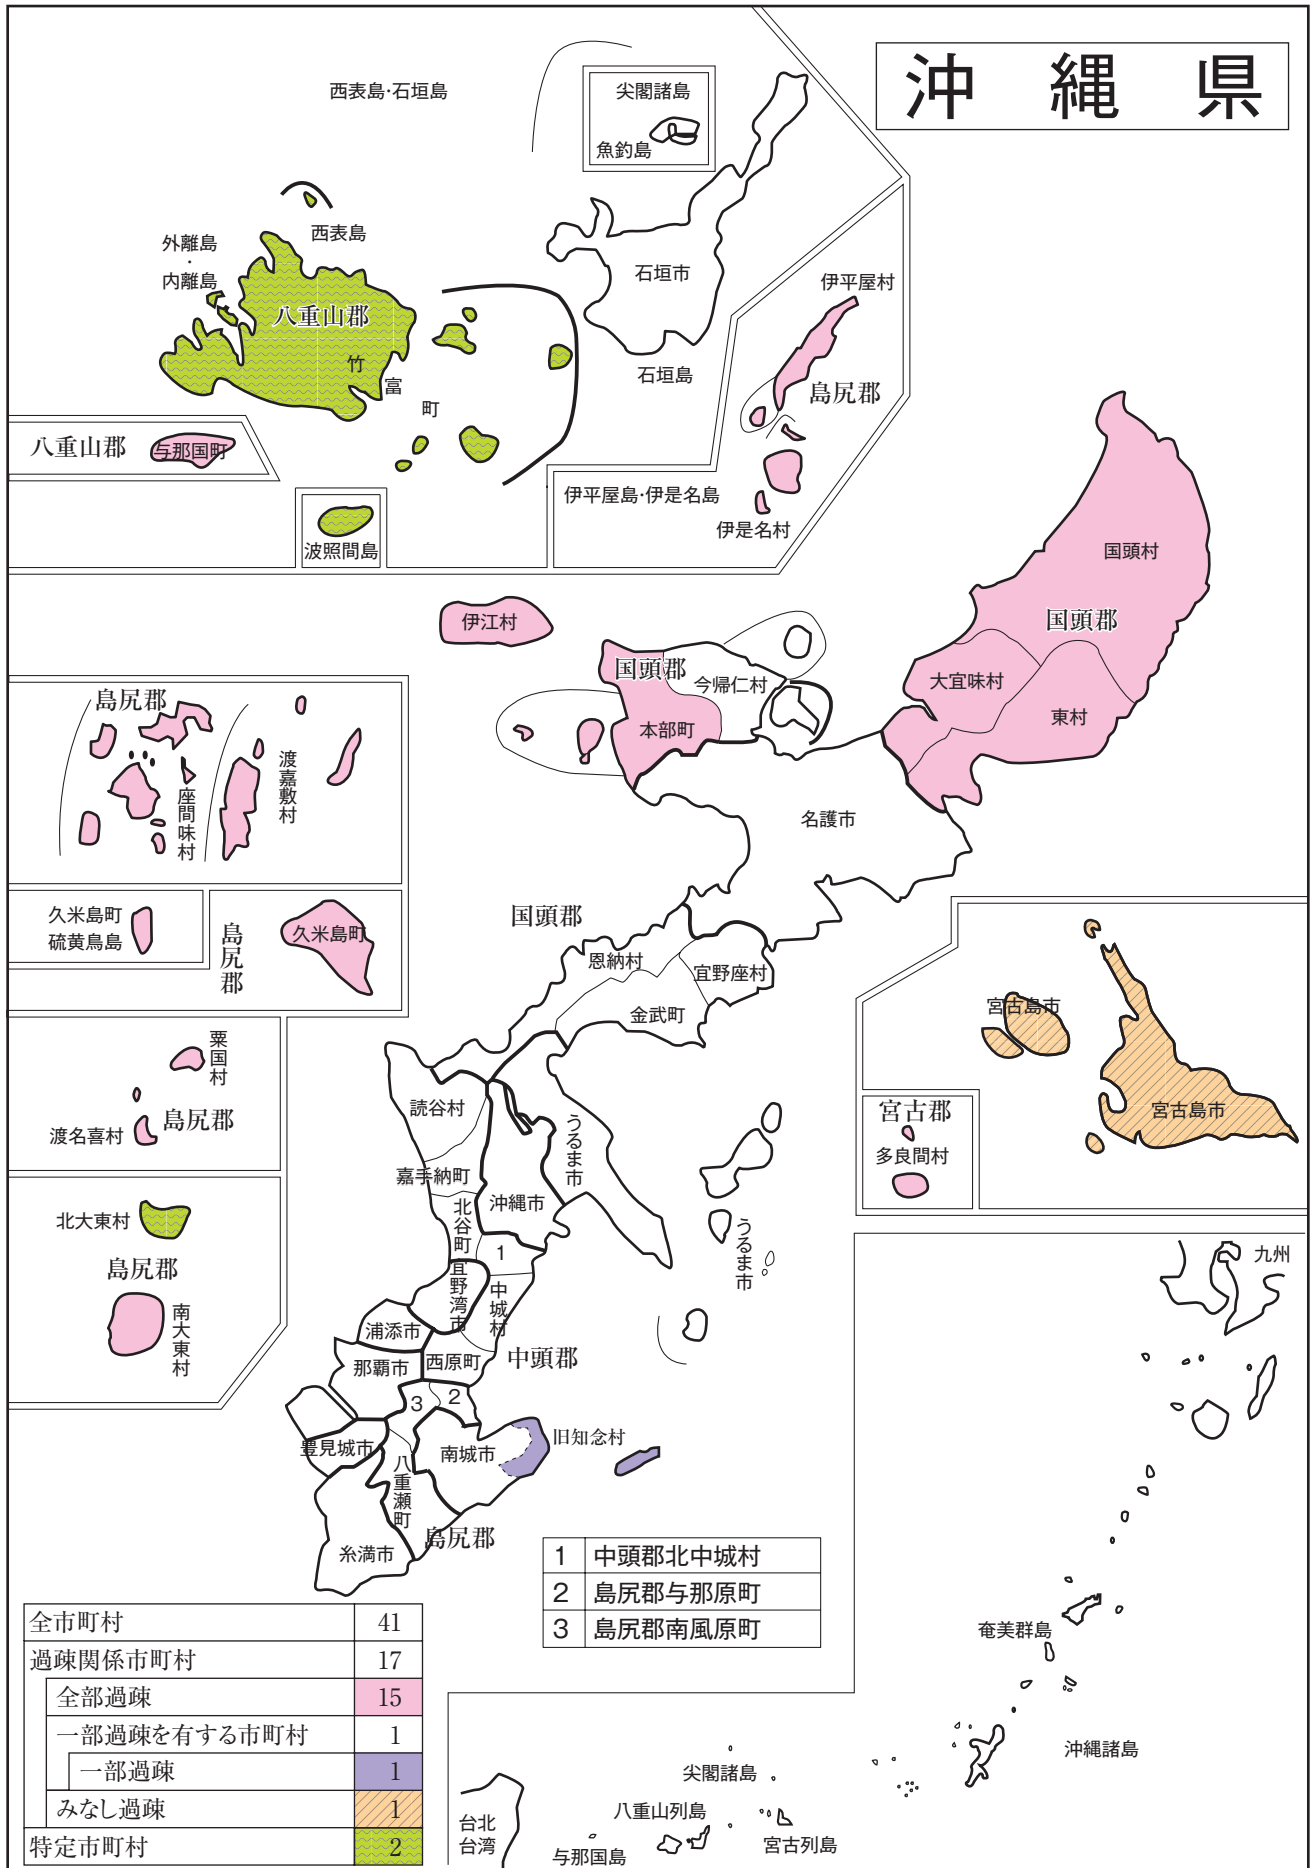 沖縄県
西表島・石垣島
尖閣諸島
魚釣島
西表島
外離島
・
内離島
八重山郡
竹富町
石垣市
石垣島
八重山郡
与那国町
波照間島
伊平屋村
島尻郡
伊平屋島・伊是名島
伊是名村
国頭村
国頭郡
大宜味村
東村
伊江村
国頭郡
今帰仁村
本部町
名護市
島尻郡
座間味村
渡嘉敷村
久米島町
硫黄鳥島
島尻郡
久米島町
国頭郡
恩納村
宜野座村
金武町
宮古島市
宮古島市
宮古郡
多良間村
粟国村
渡名喜村
島尻郡
北大東村
島尻郡
南大東村
読谷村
うるま市
嘉手納町
沖縄市
北谷町
1
うるま市
宜野湾市
中城村
浦添市
那覇市
西原町
中頭郡
3
2
豊見城市
南城市
旧知念村
八重瀬町
島尻郡
糸満市
1 中頭郡北中城村
2 島尻郡与那原町
3 島尻郡南風原町
全市町村 41
過疎関係市町村 17
全部過疎 15
一部過疎を有する市町村 1
一部過疎 1
みなし過疎 1
特定市町村 2
九州
奄美群島
沖縄諸島
尖閣諸島
八重山列島
宮古列島
与那国島
台北
台湾